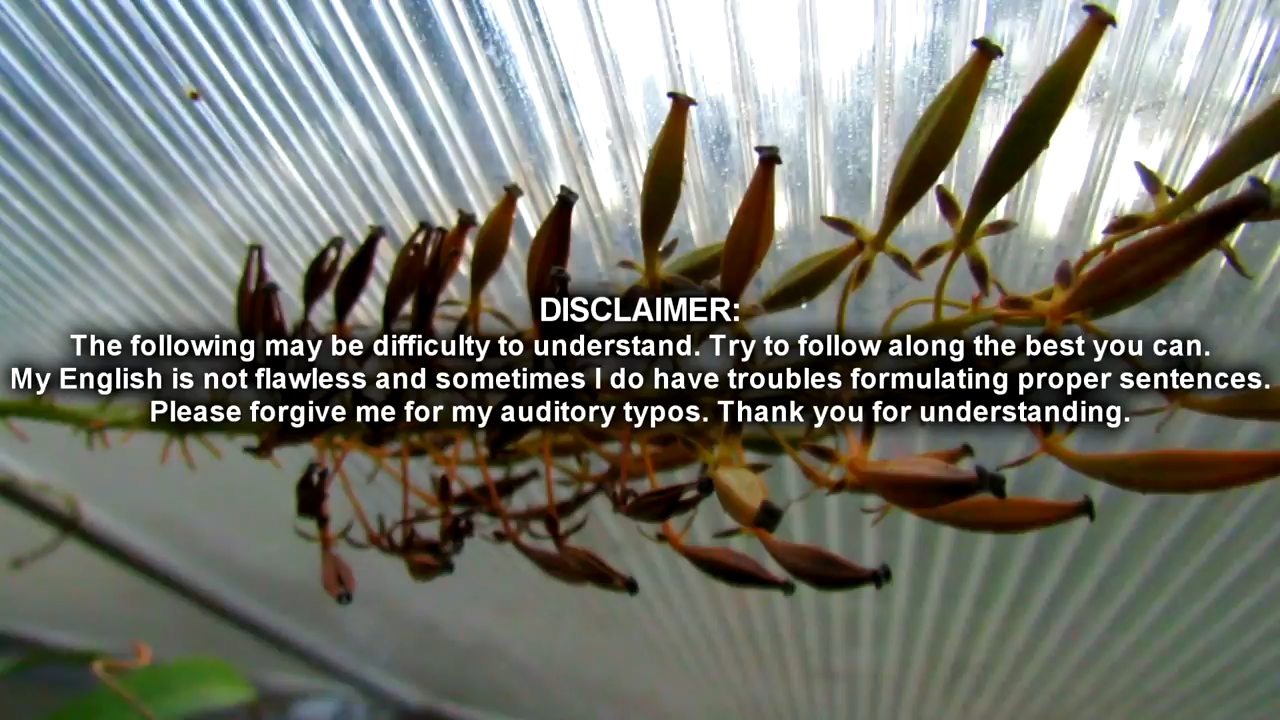 DISCLAIMER:
The following may be difficulty to understand. Try to follow along the best you can.
My English is not flawless and sometimes I do have troubles formulating proper sentences.
Please forgive me for my auditory typos. Thank you for understanding.